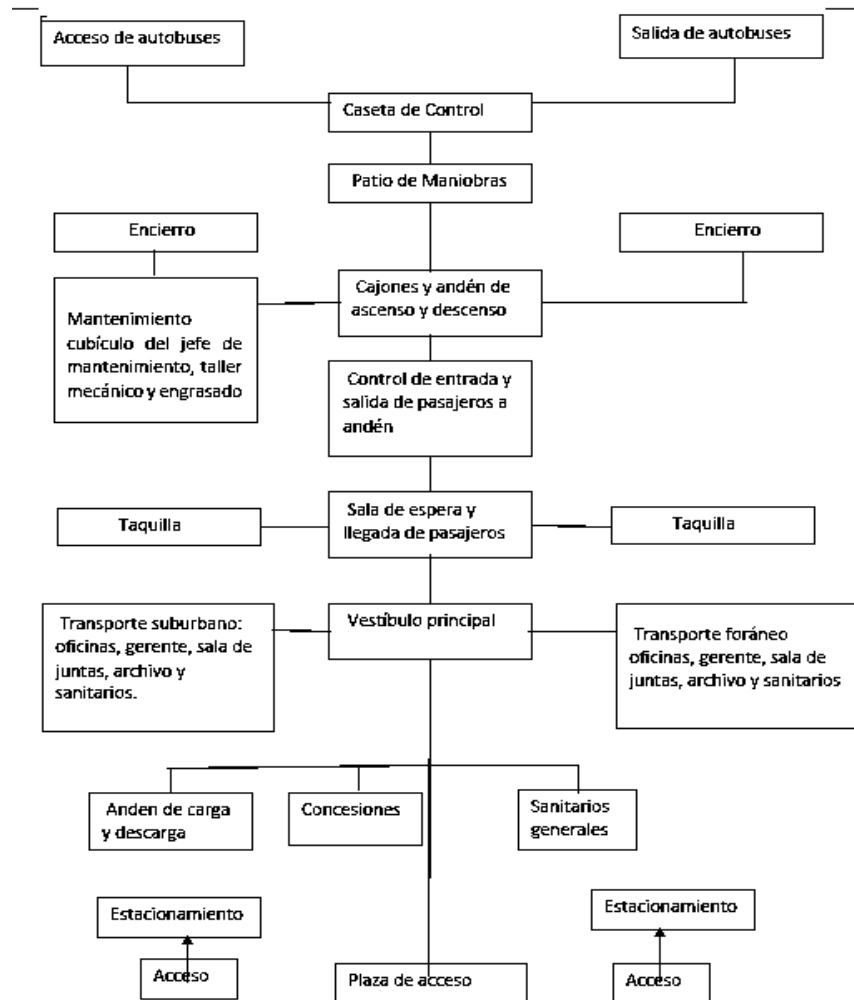 Acceso de autobuses
Salida de autobuses
Caseta de Control
Patio de Maniobras
Encierro
Encierro
Cajones y andén de
ascenso y descenso
Mantenimiento
cubículo del jefe de
mantenimiento, taller
mecánico y engrasado
Control de entrada y
salida de pasajeros a
andén
Taquilla
Sala de espera y
llegada de pasajeros
Taquilla
Transporte suburbano:
oficinas, gerente, sala de
juntas, archivo y
sanitarios.
Vestíbulo principal
Transporte foráneo
oficinas, gerente, sala de
juntas, archivo y sanitarios
Anden de carga
y descarga
Concesiones
Sanitarios
generales
Estacionamiento
Estacionamiento
Acceso
Plaza de acceso
Acceso